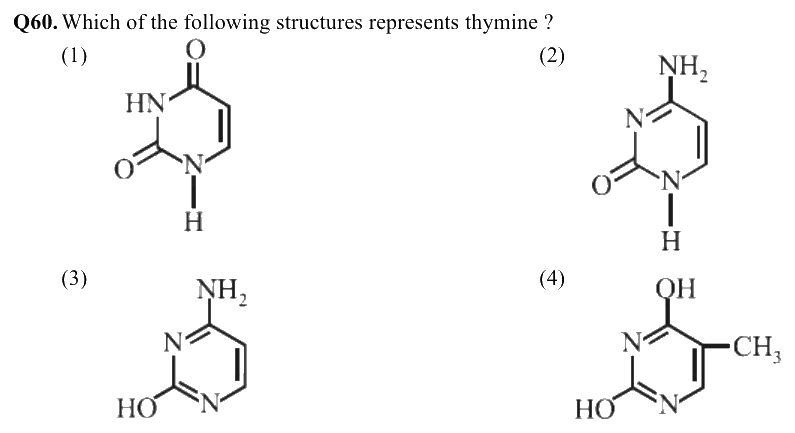 Q60. Which of the following structures represents thymine ?
(1)
O
HN
O
N
H
(2)
NH₂
N
O
N
H
(3)
NH₂
N
HO
N
(4)
OH
N
CH₃
HO
N